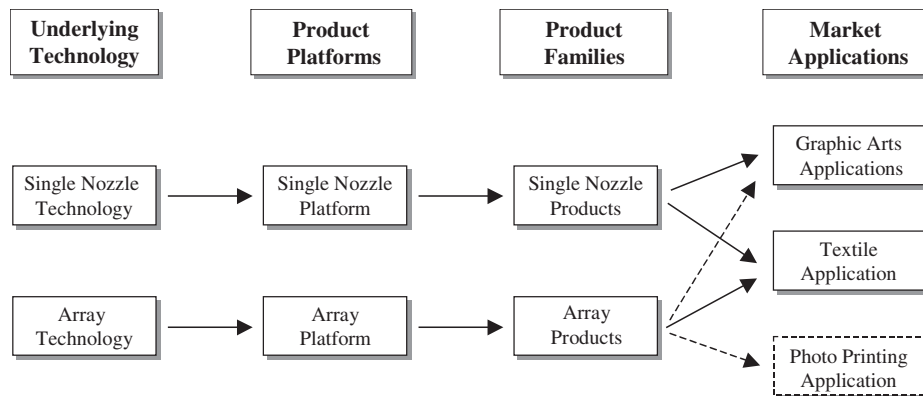 Underlying
Technology
Product
Platforms
Product
Families
Market
Applications
Single Nozzle
Technology
Single Nozzle
Platform
Single Nozzle
Products
Graphic Arts
Applications
Textile
Application
Array
Technology
Array
Platform
Array
Products
Photo Printing
Application